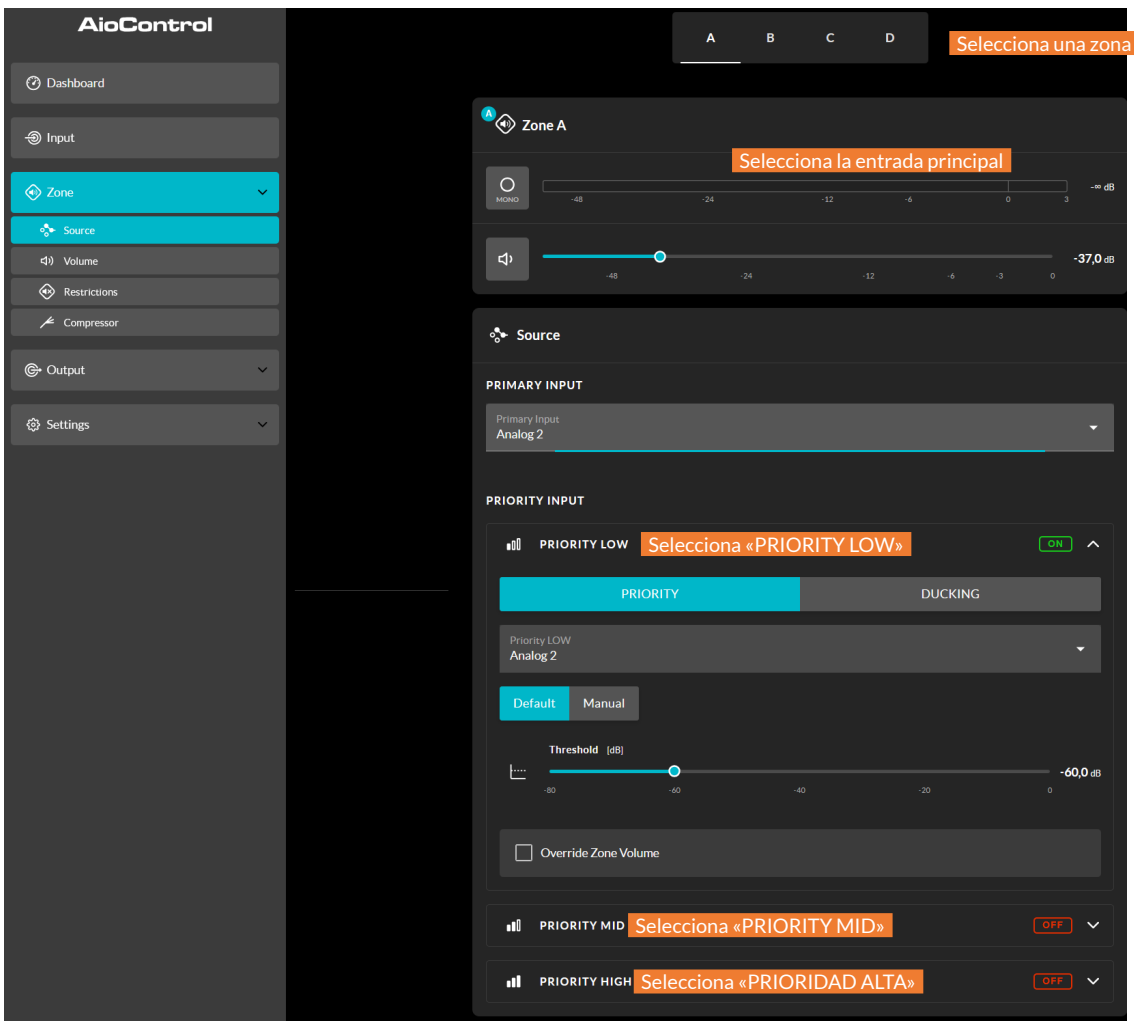 AioControl
A B C D
Selecciona una zona
Dashboard
Input
Zone
Source
Volume
Restrictions
Compressor
Output
Settings
A
Zone A
Selecciona la entrada principal
MONO
-∞ dB
-48 -24 -12 -6 0 3
-37,0 dB
-48 -24 -12 -6 -3 0
Source
PRIMARY INPUT
Primary Input
Analog 2
PRIORITY INPUT
PRIORITY LOW Selecciona «PRIORITY LOW» ON
PRIORITY DUCKING
Priority LOW
Analog 2
Default Manual
Threshold [dB]
-60,0 dB
-80 -60 -40 -20 0
Override Zone Volume
PRIORITY MID Selecciona «PRIORITY MID» OFF
PRIORITY HIGH Selecciona «PRIORIDAD ALTA» OFF